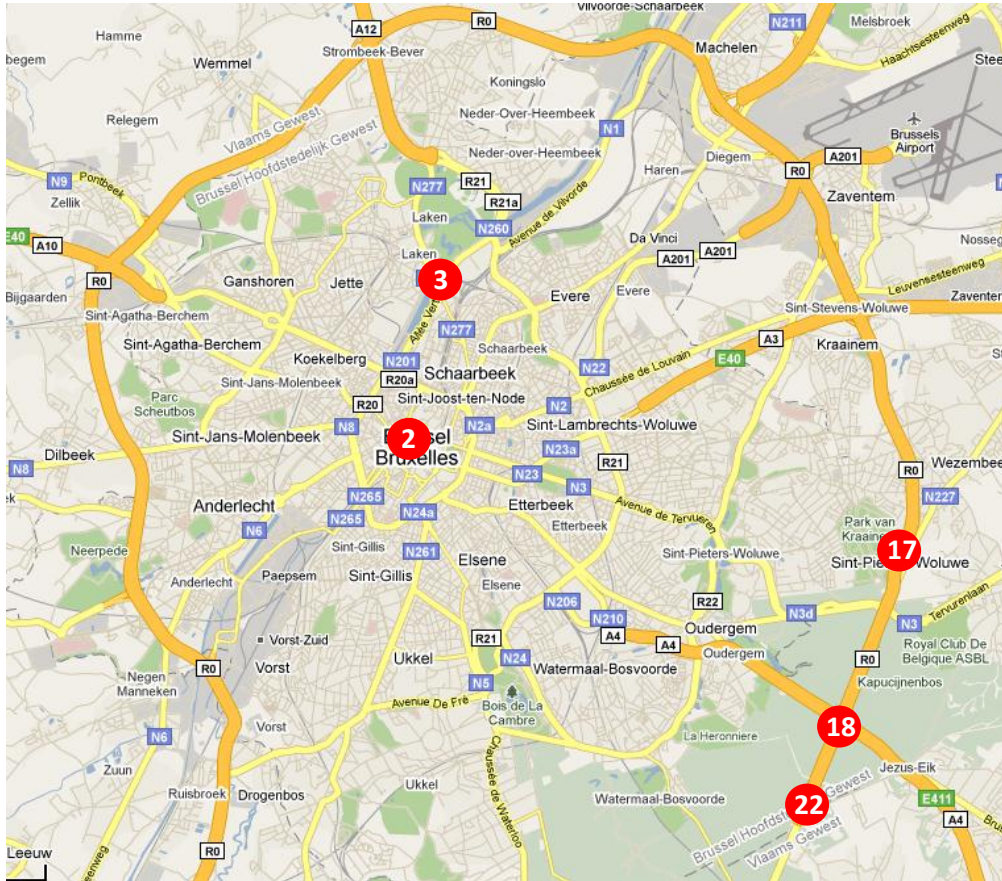 Vilvoorde-Schaarbeek
Hamme
A12
R0
N211
Melsbroek
Strombeek-Bever
Machelen
Haachtsesteenweg
Wemmel
Koningslo
Relegem
Vlaams Gewest
Brussel Hoofdstedelijk Gewest
Neder-Over-Heembeek
N1
Neder-over-Heembeek
Brussels
Airport
Diegem
A201
Haren
R0
N9
Pontbeek
Zellik
N277
R21
R21a
Laken
N260
Avenue de Vilvorde
Zaventem
E40
A10
Laken
Da Vinci
A201
A201
R0
Ganshoren
Jette
3
Evere
Evere
Leuvensesteenweg
Bijgaarden
Sint-Agatha-Berchem
Sint-Stevens-Woluwe
Sint-Agatha-Berchem
N277
A3
Kraainem
Koekelberg
N201
Schaarbeek
E40
N22
Chaussée de Louvain
Sint-Jans-Molenbeek
R20a
Schaarbeek
Parc
Scheutbos
R20
Sint-Joost-ten-Node
N2
Sint-Jans-Molenbeek
N8
2
Bruxelles
N2a
Sint-Lambrechts-Woluwe
Dilbeek
N8
N23a
R21
R0
Wezembee
N23
N3
N227
Anderlecht
N265
N24a
Etterbeek
Avenue de Tervueren
N6
N265
Etterbeek
Park van
Neerpede
Sint-Gillis
N261
Elsene
Sint-Pieters-Woluwe
17
Anderlecht
Paepsem
Sint-Gillis
Elsene
N206
N210
R22
N3d
N3
Tervurenlaan
Vorst-Zuid
R21
A4
A4
Oudergem
Royal Club De
Belgique ASBL
R0
Vorst
Ukkel
N24
Watermaal-Bosvoorde
Oudergem
R0
Negen
Manneken
N5
Kapucijnenbos
Avenue De Fré
Bois de La
Cambre
Vorst
N6
La Heronniere
18
Zuun
Chaussée de Waterloo
Jezus-Eik
Ruisbroek
Drogenbos
Ukkel
Watermaal-Bosvoorde
22
E411
A4
R0
Brussel Hoofds
Gewest
Vlaams Gewest
Leeuw